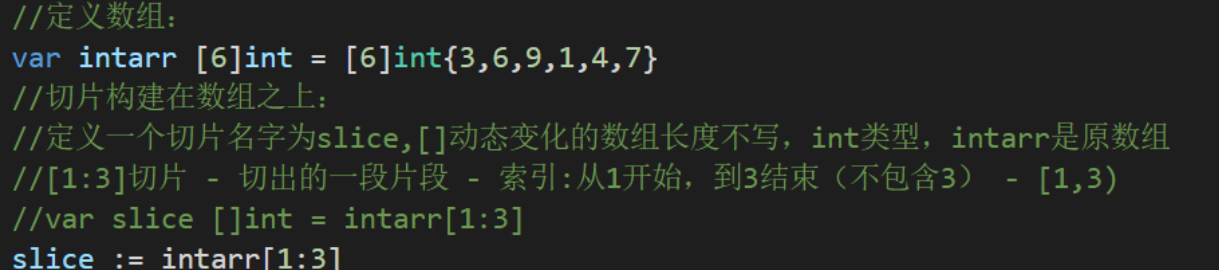 //定义数组：
var intarr [6]int = [6]int{3,6,9,1,4,7}
//切片构建在数组之上：
//定义一个切片名字为slice,[]动态变化的数组长度不写，int类型，intarr是原数组
//[1:3]切片 - 切出的一段片段 - 索引:从1开始，到3结束（不包含3） - [1,3)
//var slice []int = intarr[1:3]
slice := intarr[1:3]